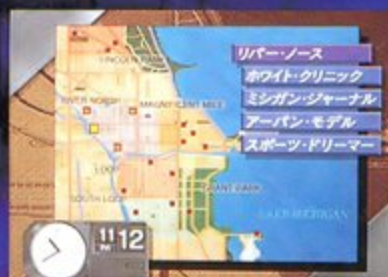 リバー・ノース
ホワイト・クリニック
ミシガン・ジャーナル
アーバン・モデル
スポーツ・ドリーマー
LINCOLN PARK
RIVER NORTH
MAGNIFICENT MILE
LOOP
GRANT PARK
SOUTH LOOP
LAKE MICHIGAN
11 12
PM